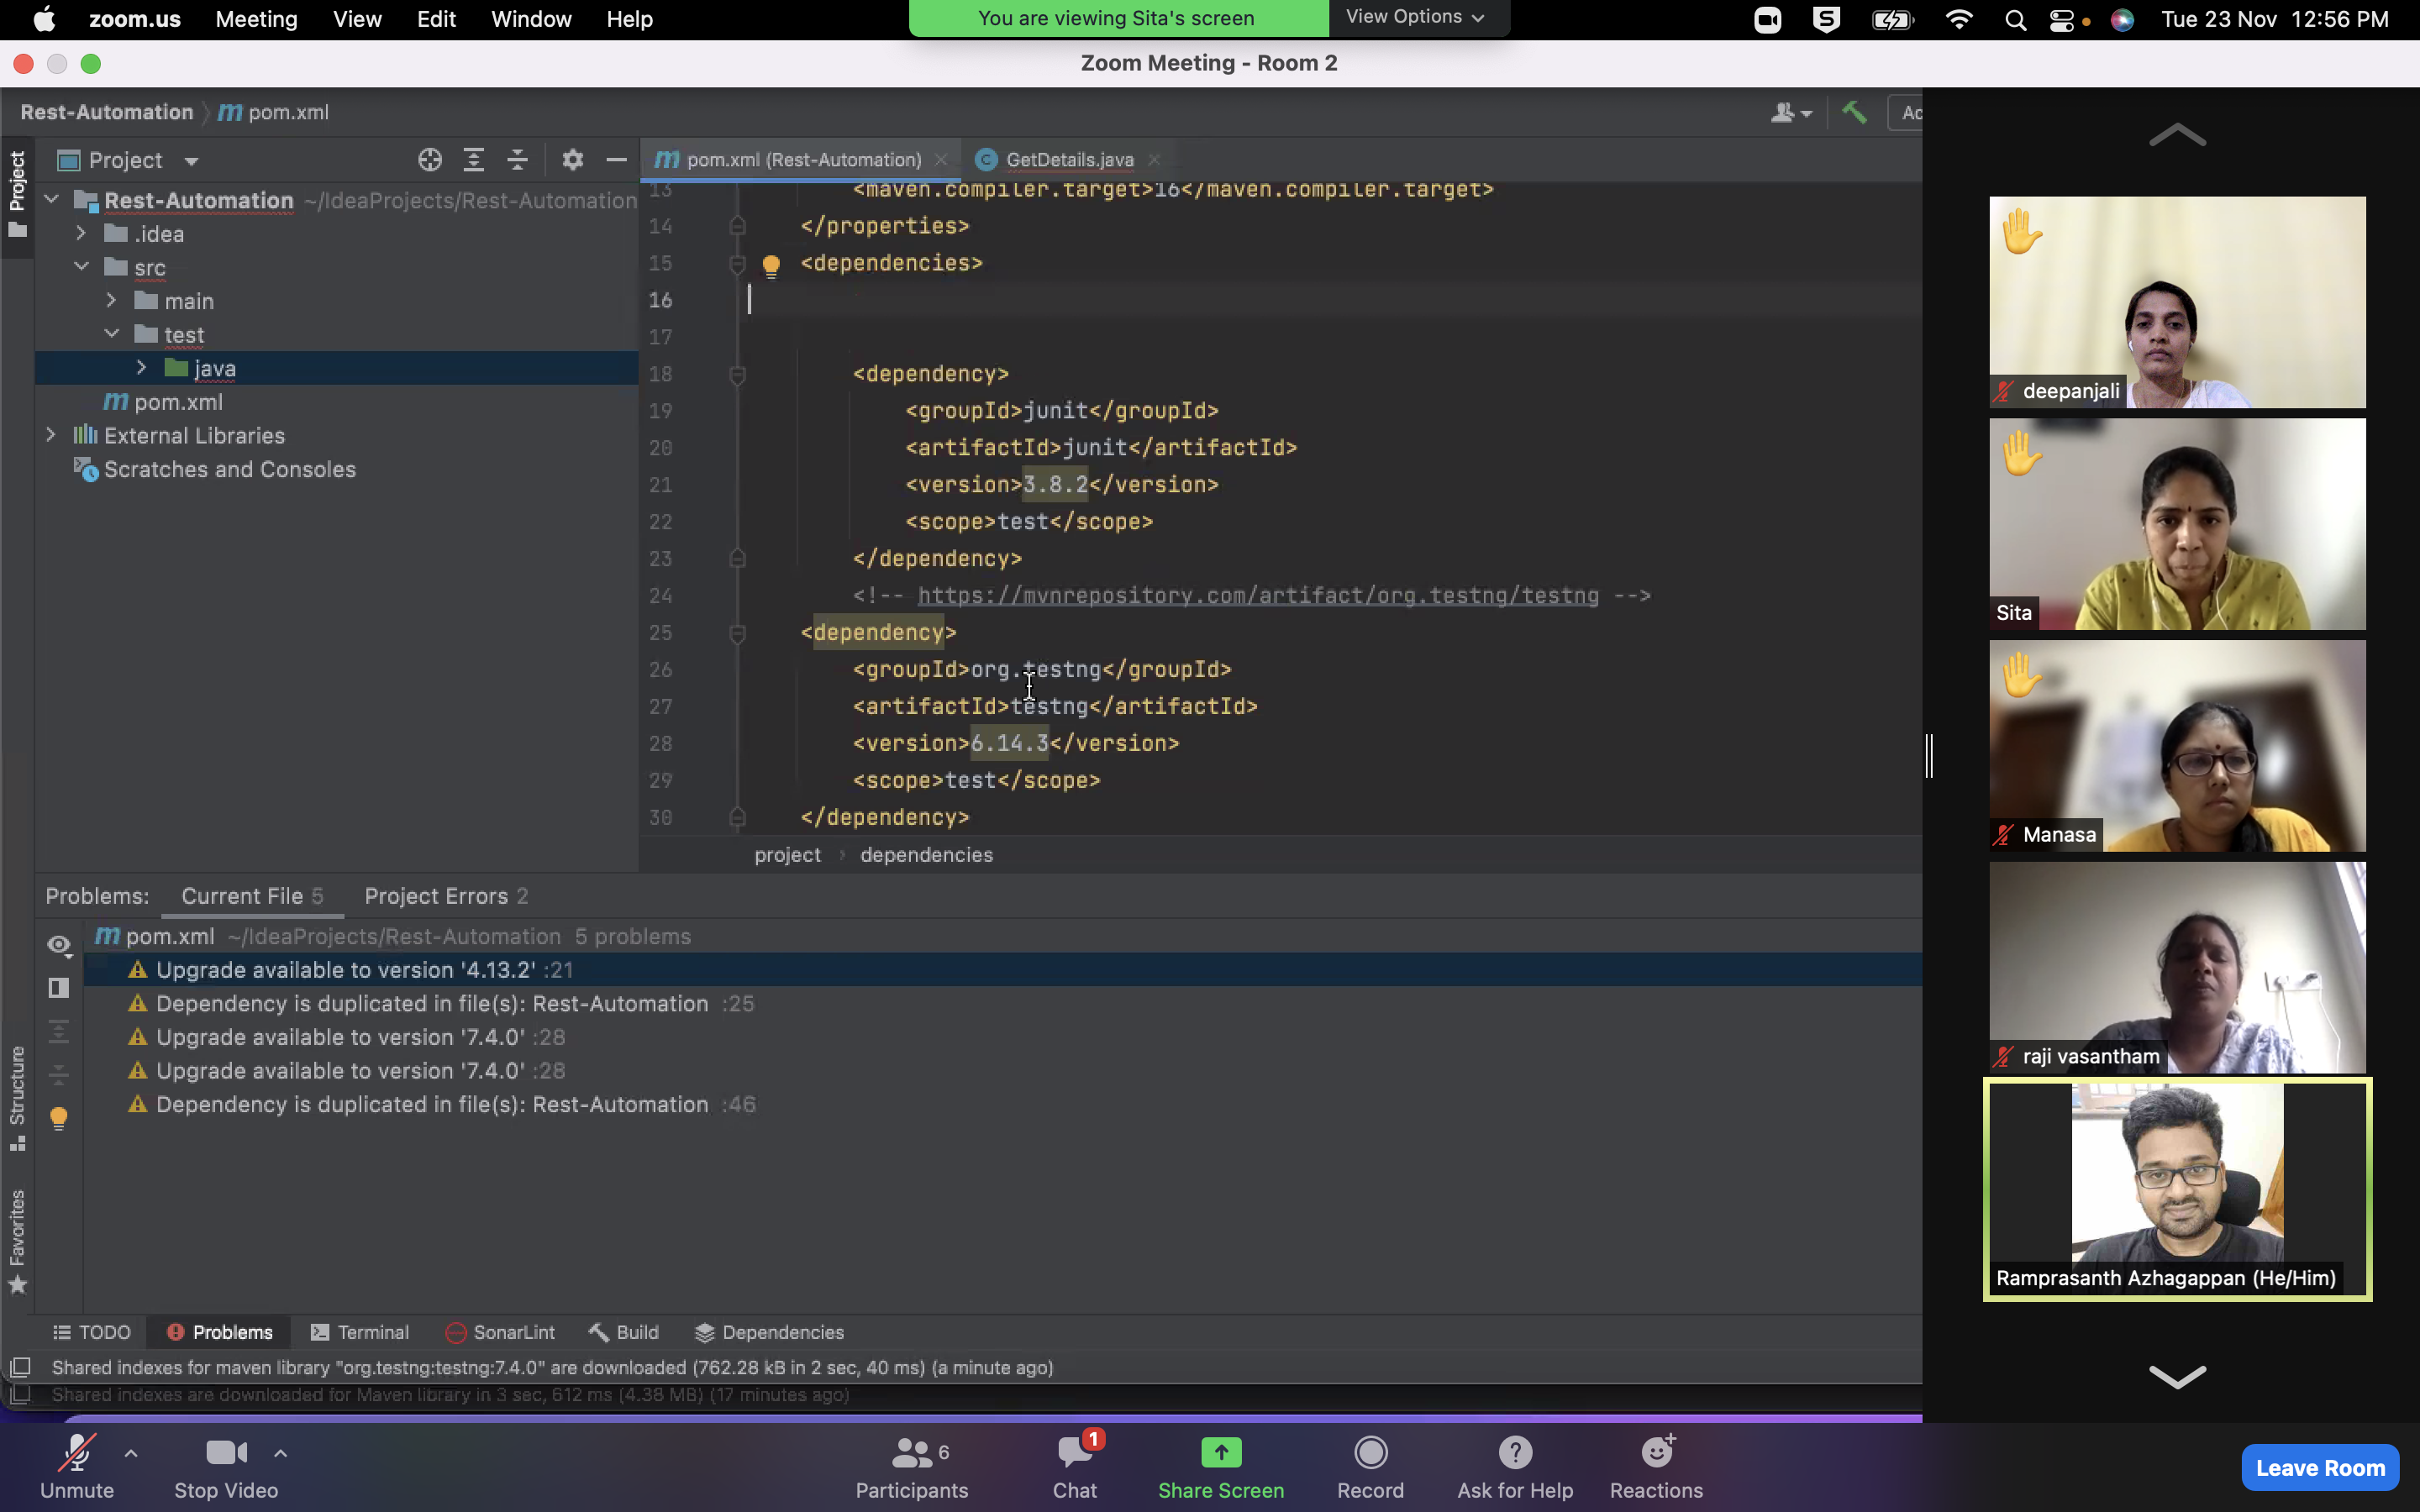 zoom.us Meeting View Edit Window Help
You are viewing Sita's screen View Options
Tue 23 Nov 12:56 PM
Zoom Meeting - Room 2
Rest-Automation pom.xml
Ac
Project
Project
pom.xml (Rest-Automation)
GetDetails.java
Rest-Automation ~/IdeaProjects/Rest-Automation
.idea
src
main
test
java
pom.xml
External Libraries
Scratches and Consoles
13 <maven.compiler.target>16</maven.compiler.target>
14 </properties>
15 <dependencies>
16
17
18 <dependency>
19 <groupId>junit</groupId>
20 <artifactId>junit</artifactId>
21 <version>3.8.2</version>
22 <scope>test</scope>
23 </dependency>
24 <!-- https://mvnrepository.com/artifact/org.testng/testng -->
25 <dependency>
26 <groupId>org.testng</groupId>
27 <artifactId>testng</artifactId>
28 <version>6.14.3</version>
29 <scope>test</scope>
30 </dependency>
project › dependencies
Problems: Current File 5 Project Errors 2
pom.xml ~/IdeaProjects/Rest-Automation 5 problems
Upgrade available to version '4.13.2' :21
Dependency is duplicated in file(s): Rest-Automation :25
Upgrade available to version '7.4.0' :28
Upgrade available to version '7.4.0' :28
Dependency is duplicated in file(s): Rest-Automation :46
Structure
Favorites
TODO Problems Terminal SonarLint Build Dependencies
Shared indexes for maven library "org.testng:testng:7.4.0" are downloaded (762.28 kB in 2 sec, 40 ms) (a minute ago)
Shared indexes are downloaded for Maven library in 3 sec, 612 ms (4.38 MB) (17 minutes ago)
deepanjali
Sita
Manasa
raji vasantham
Ramprasanth Azhagappan (He/Him)
Unmute
Stop Video
6
Participants
1
Chat
Share Screen
Record
Ask for Help
Reactions
Leave Room